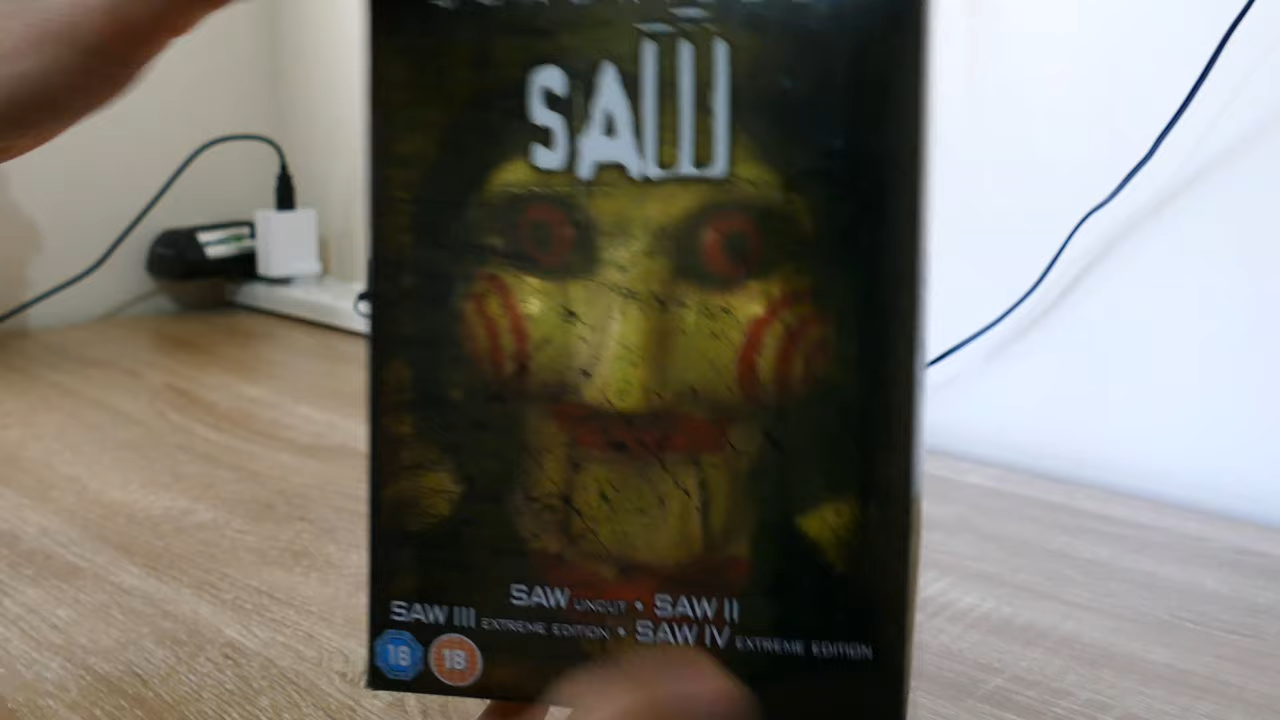 SAW
SAW UNCUT • SAW II
SAW III EXTREME EDITION • SAW IV EXTREME EDITION
18 18